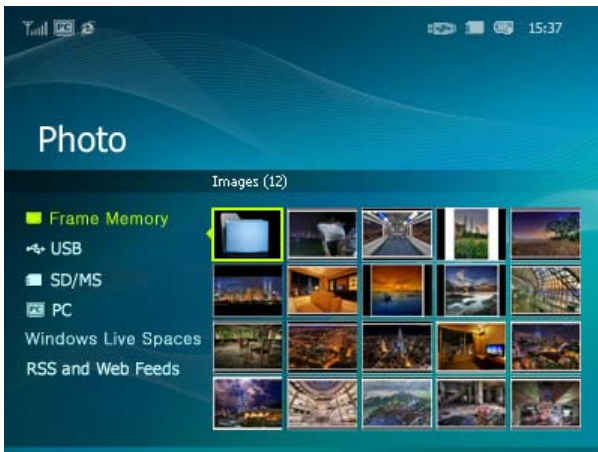 PC
15:37
Photo
Images (12)
Frame Memory
USB
SD/MS
PC
Windows Live Spaces
RSS and Web Feeds